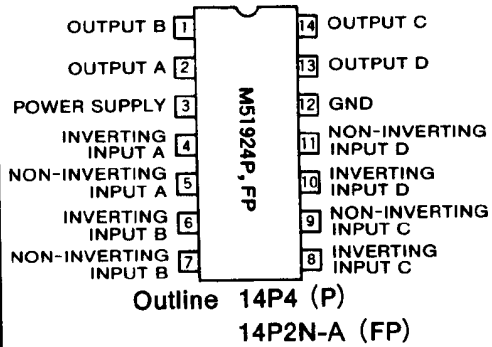 OUTPUT B 1
OUTPUT A 2
POWER SUPPLY 3
INVERTING
INPUT A 4
NON-INVERTING
INPUT A 5
INVERTING
INPUT B 6
NON-INVERTING
INPUT B 7
M51924P, FP
14 OUTPUT C
13 OUTPUT D
12 GND
11 NON-INVERTING
INPUT D
10 INVERTING
INPUT D
9 NON-INVERTING
INPUT C
8 INVERTING
INPUT C
Outline 14P4 (P)
14P2N-A (FP)